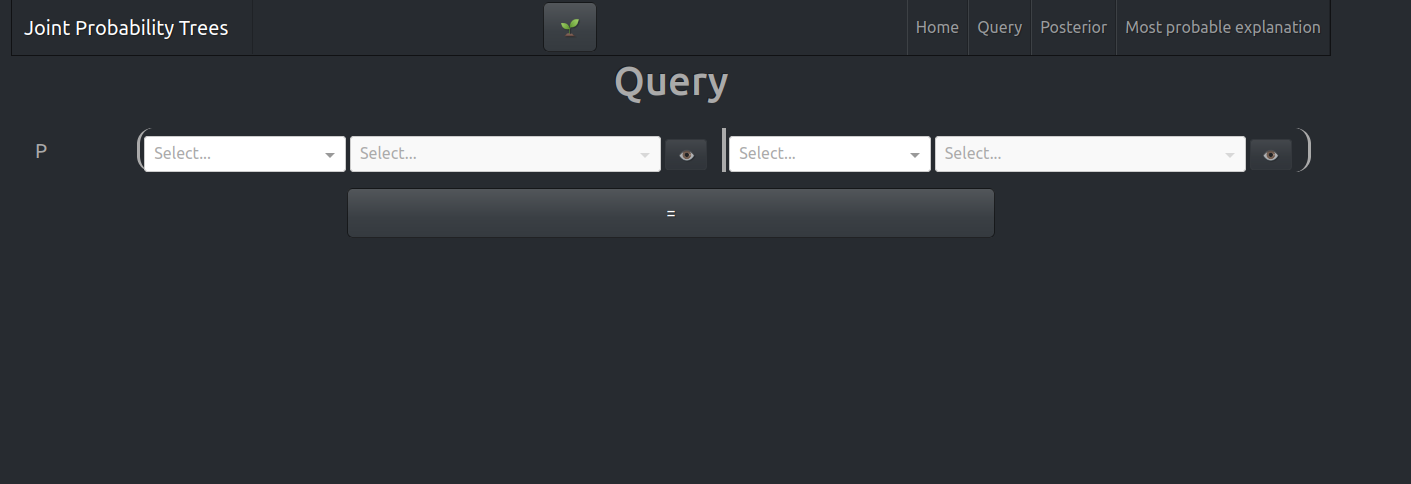 Joint Probability Trees Home Query Posterior Most probable explanation
Query
P Select... Select... Select... Select...
=